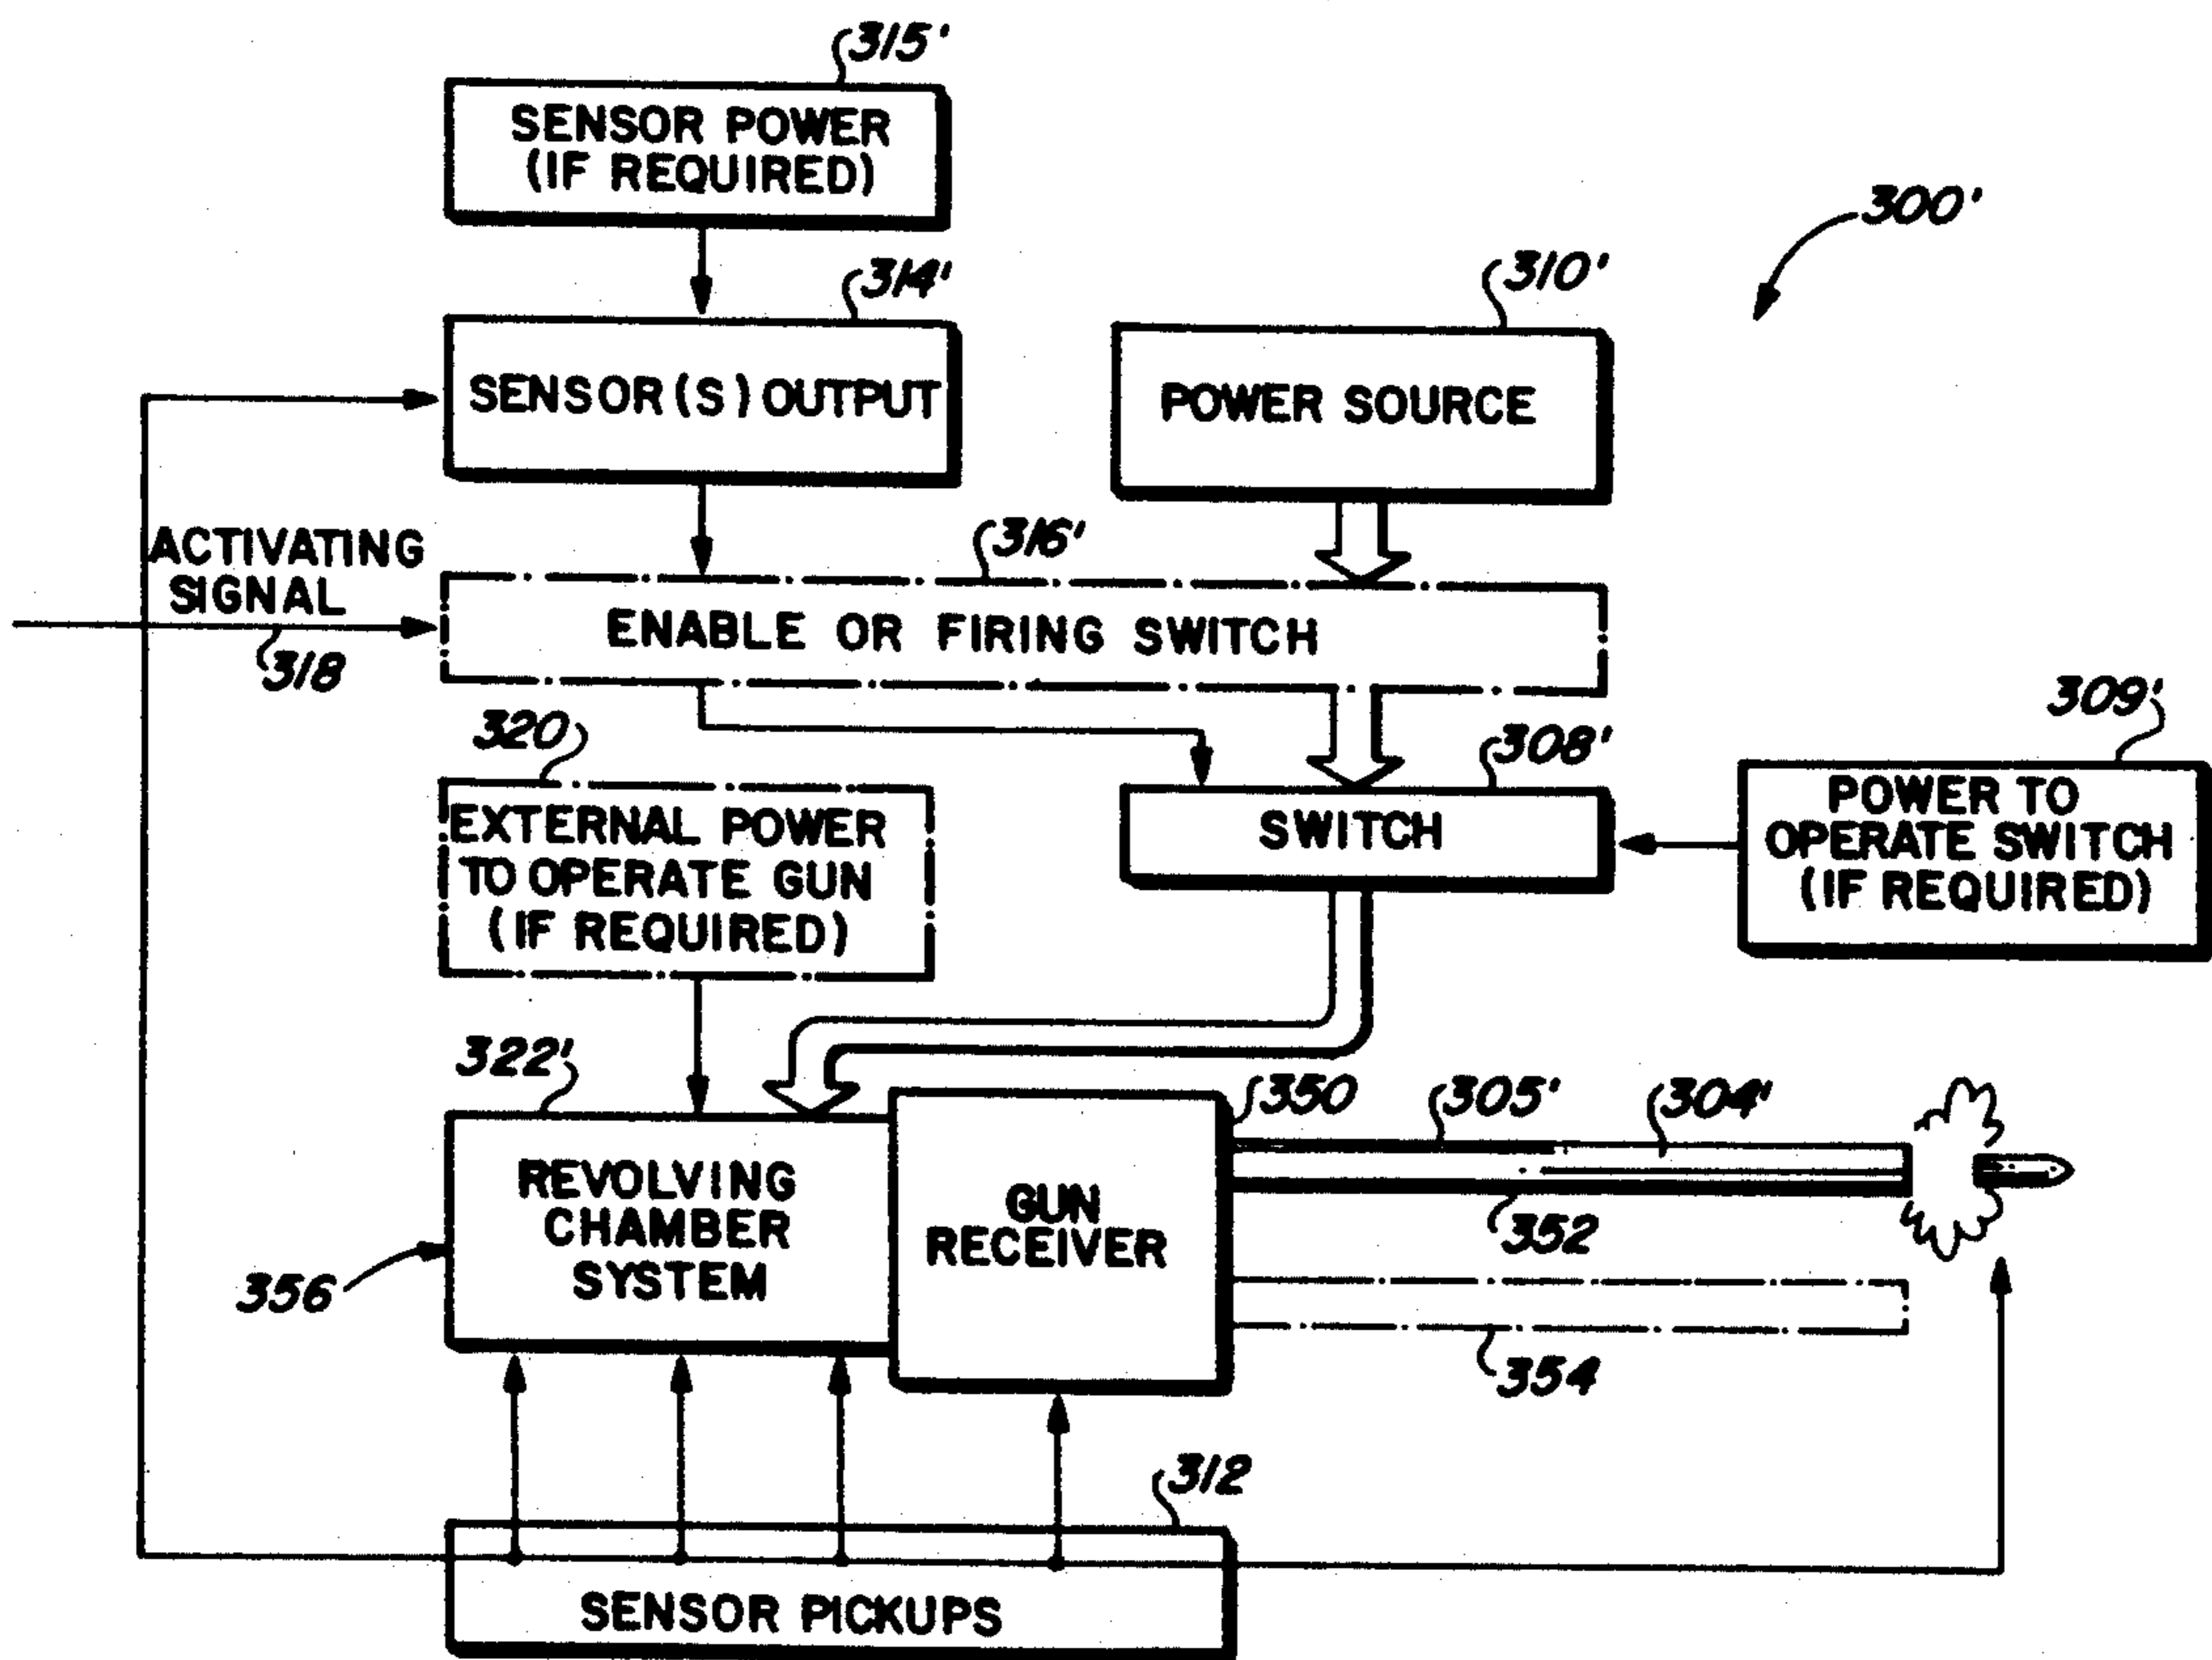 315'
SENSOR POWER
(IF REQUIRED)
300'
314'
310'
SENSOR(S) OUTPUT
POWER SOURCE
ACTIVATING
SIGNAL
316'
ENABLE OR FIRING SWITCH
318
309'
320
308'
EXTERNAL POWER
TO OPERATE GUN
(IF REQUIRED)
SWITCH
POWER TO
OPERATE SWITCH
(IF REQUIRED)
322'
350
305'
304'
REVOLVING
CHAMBER
SYSTEM
GUN
RECEIVER
352
356
354
312
SENSOR PICKUPS